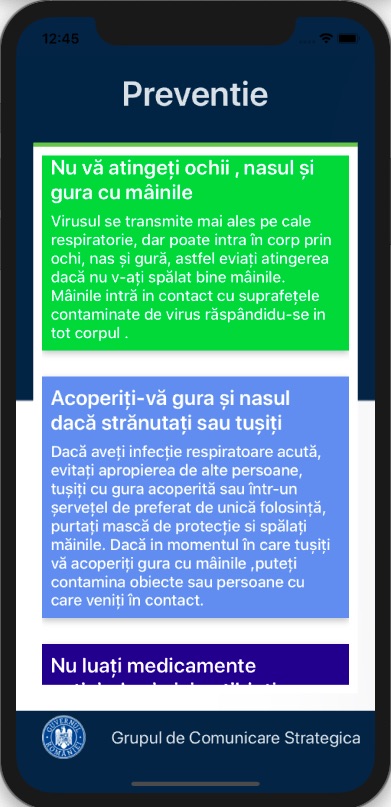 12:45
Preventie
Nu vă atingeți ochii , nasul și
gura cu mâinile
Virusul se transmite mai ales pe cale
respiratorie, dar poate intra în corp prin
ochi, nas și gură, astfel eviați atingerea
dacă nu v-ați spălat bine mâinile.
Mâinile intră in contact cu suprafețele
contaminate de virus răspândidu-se in
tot corpul .
Acoperiți-vă gura și nasul
dacă strănutați sau tușiți
Dacă aveți infecție respiratoare acută,
evitați apropierea de alte persoane,
tușiți cu gura acoperită sau într-un
șervețel de preferat de unică folosință,
purtați mască de protecție si spălați
măinile. Dacă in momentul în care tușiți
vă acoperiți gura cu mâinile ,puteți
contamina obiecte sau persoane cu
care veniți în contact.
Nu luați medicamente
GUVERNUL ROMÂNIEI
Grupul de Comunicare Strategica